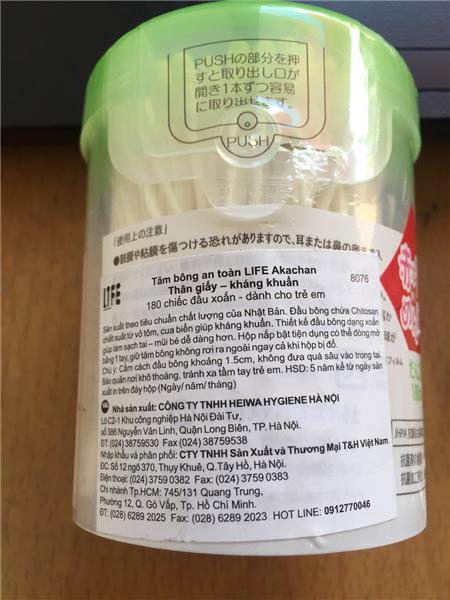 PUSHの部分を押
すと取り出し口が
開き1本ずつ容易
に取り出せます。
PUSH
「使用上の注意」
●鼓膜や粘膜を傷つける恐れがありますので、耳または鼻の
LIFE
Tăm bông an toàn LIFE Akachan
8076
Thân giấy – kháng khuẩn
180 chiếc đầu xoắn - dành cho trẻ em
Sản xuất theo tiêu chuẩn chất lượng của Nhật Bản. Đầu bông chứa Chitosan
chiết xuất từ vỏ tôm, cua biển giúp kháng khuẩn. Thiết kế đầu bông dạng xoắn
giúp làm sạch tai – mũi bé dễ dàng hơn. Hộp nắp bật tiện dụng có thể đóng mở
bằng 1 tay, giữ tăm bông không rơi ra ngoài ngay cả khi hộp bị đổ.
Chú ý: Cầm cách đầu bông khoảng 1.5cm, không đưa quá sâu vào trong tai.
Bảo quản nơi khô thoáng, tránh xa tầm tay trẻ em. HSD: 5 năm kể từ ngày sản
xuất in trên đáy hộp (Ngày/ năm/ tháng)
Nhà sản xuất: CÔNG TY TNHH HEIWA HYGIENE HÀ NỘI
Lô C2-1 Khu công nghiệp Hà Nội Đài Tư,
số 386 Nguyễn Văn Linh, Quận Long Biên, TP. Hà Nội.
ĐT:(024)38759530 Fax (024)38759538
Nhập khẩu và phân phối: CTY TNHH Sản Xuất và Thương Mại T&H Việt Nam.
ĐC: Số 12 ngõ 370, Thụy Khuê, Q.Tây Hồ, Hà Nội.
Điện thoại: (024) 3759 0382 Fax: (024) 3759 0383
Chi nhánh Tp.HCM: 745/131 Quang Trung,
Phường 12, Q. Gò Vấp, Tp. Hồ Chí Minh.
ĐT: (028) 6289 2025 Fax: (028) 6289 2023 HOT LINE: 0912770046